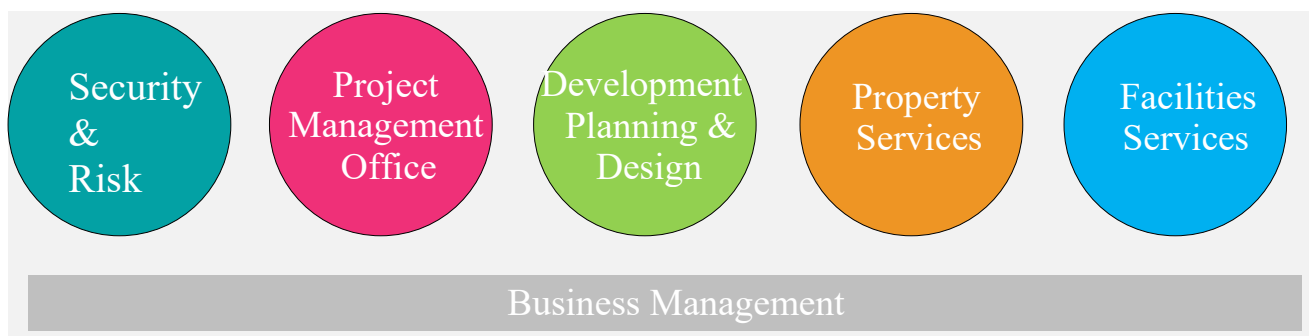 Security
&
Risk
Project
Management
Office
Development
Planning &
Design
Property
Services
Facilities
Services
Business Management